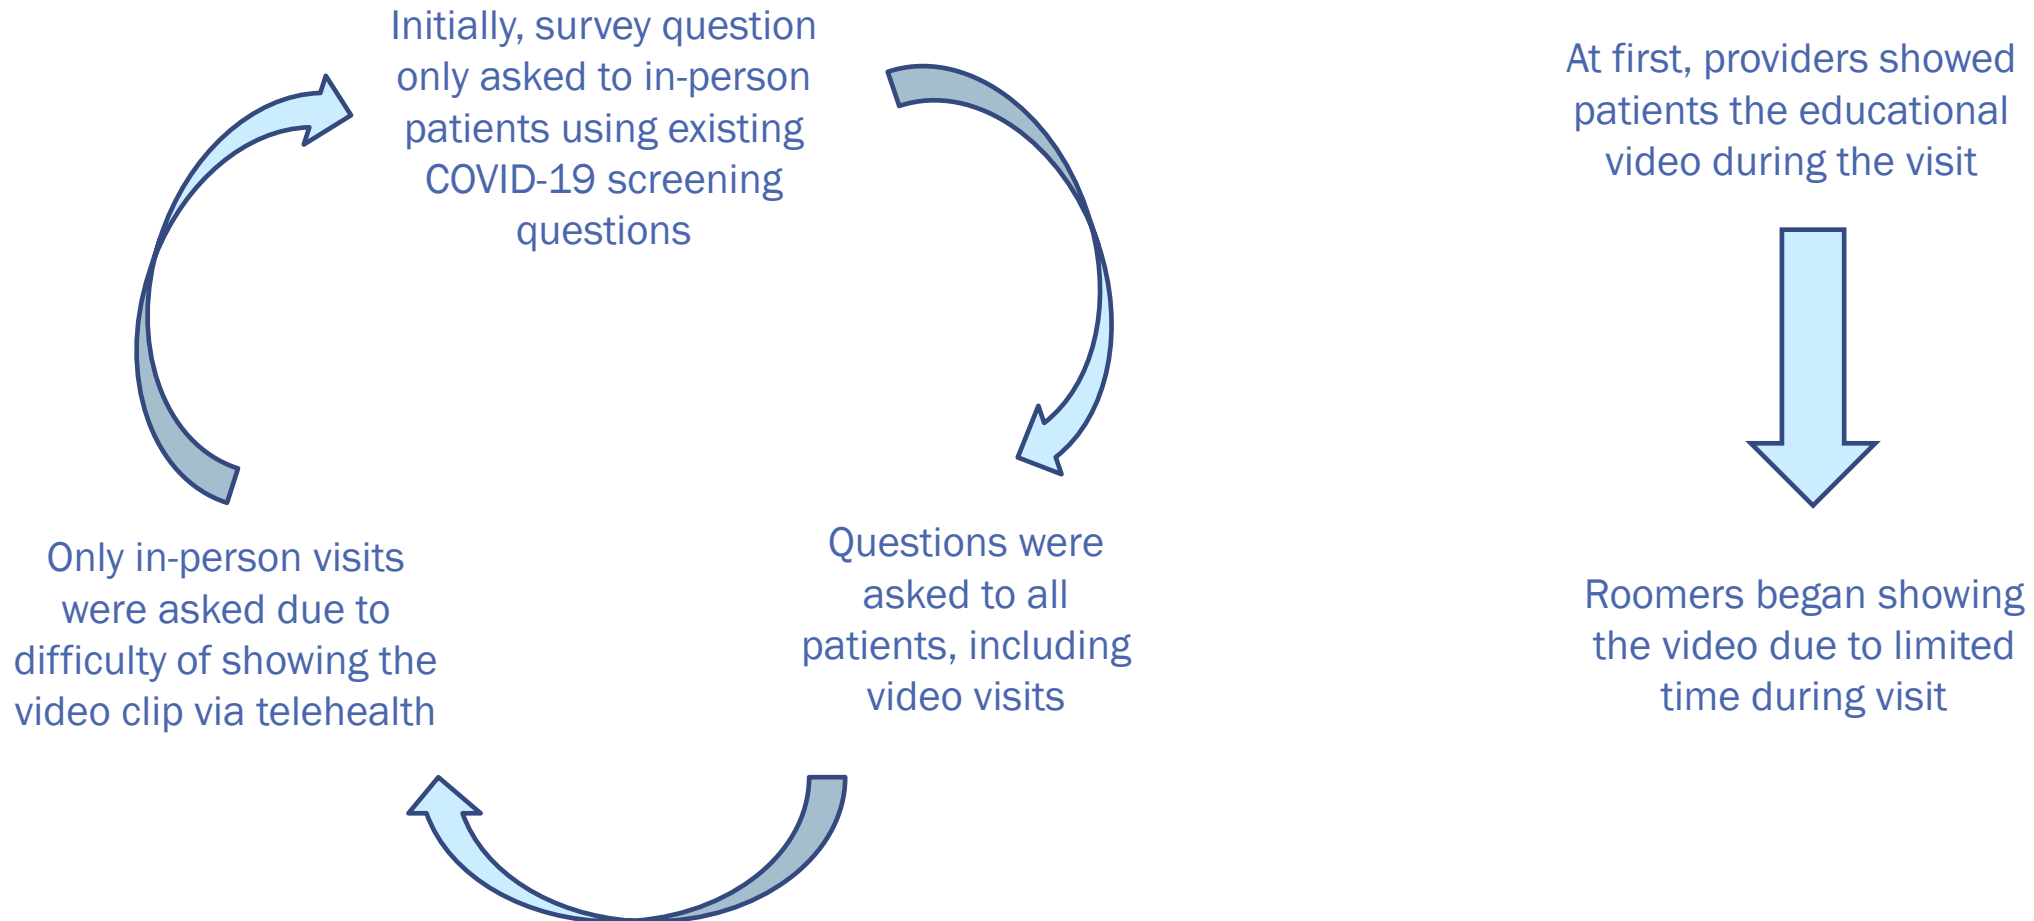 Initially, survey question
only asked to in-person
patients using existing
COVID-19 screening
questions
Questions were
asked to all
patients, including
video visits
Only in-person visits
were asked due to
difficulty of showing the
video clip via telehealth
At first, providers showed
patients the educational
video during the visit
Roomers began showing
the video due to limited
time during visit